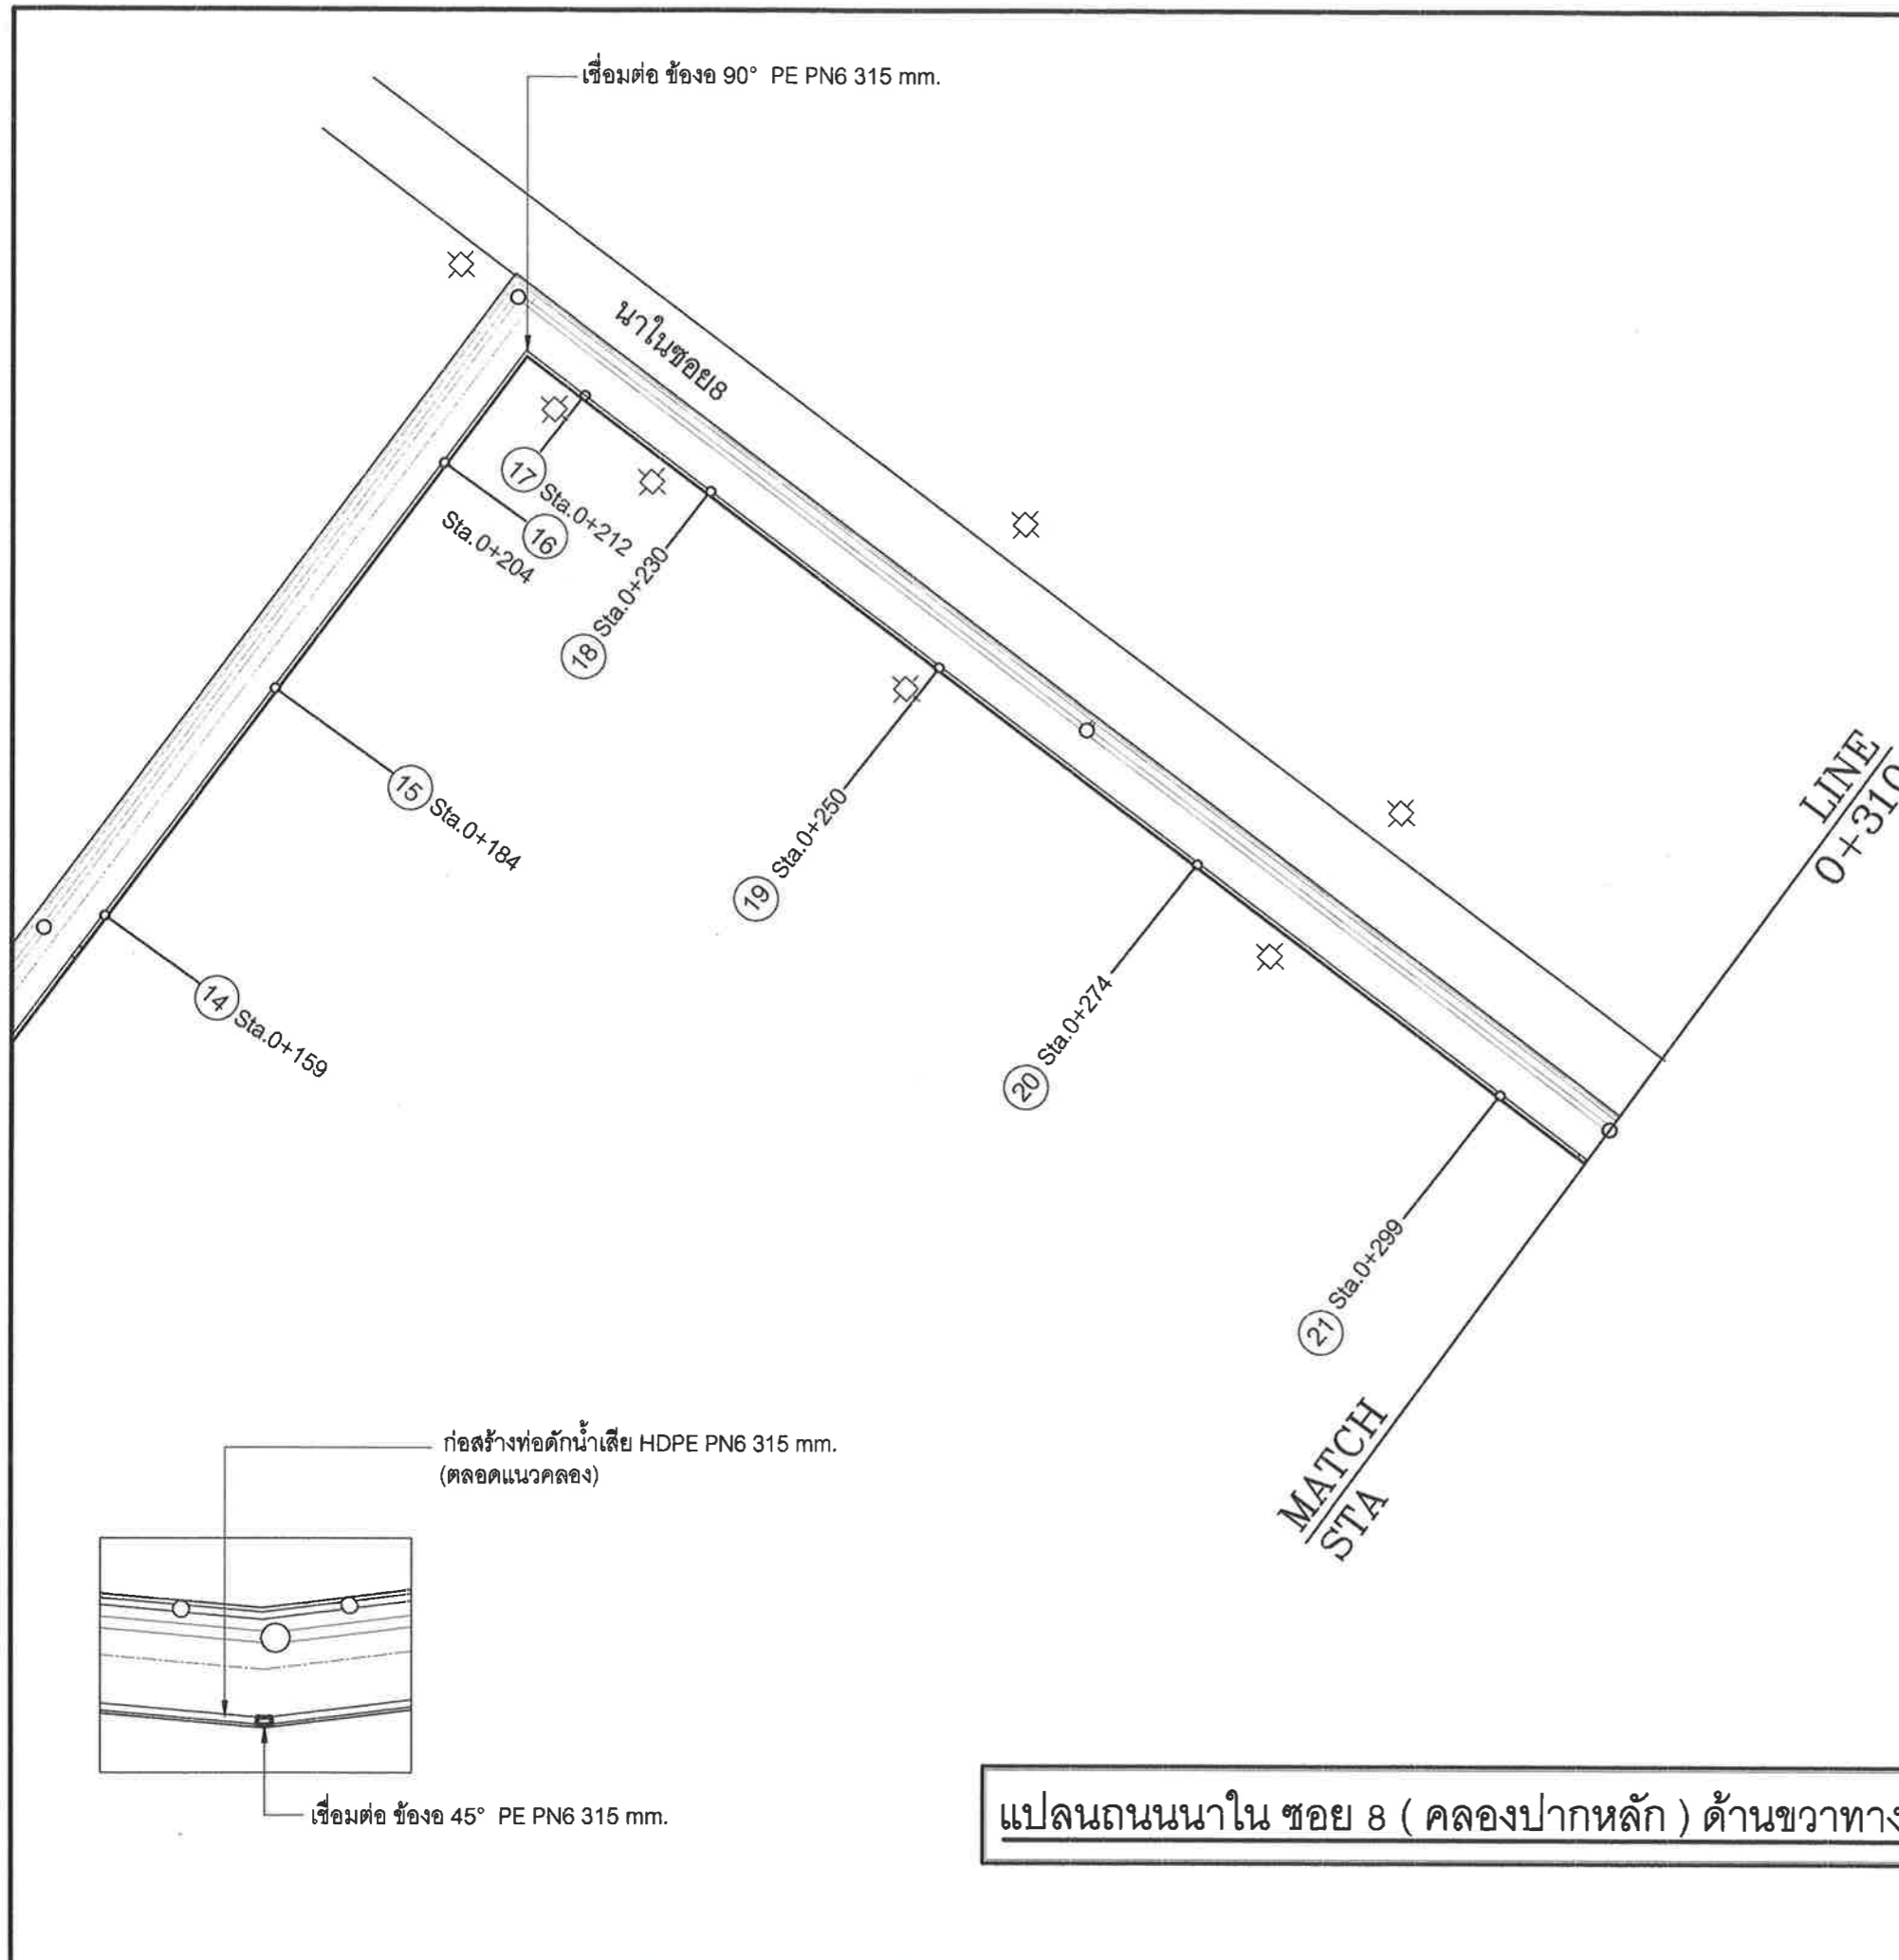 เชื่อมต่อ ข้องอ 90° PE PN6 315 mm.
นาในซอย8
17 Sta.0+212
16
Sta.0+204
18 Sta.0+230
15 Sta.0+184
19 Sta.0+250
14 Sta.0+159
20 Sta.0+274
21 Sta.0+299
LINE
0+310
MATCH
STA
ก่อสร้างท่อดักน้ำเสีย HDPE PN6 315 mm.
(ตลอดแนวคลอง)
เชื่อมต่อ ข้องอ 45° PE PN6 315 mm.
แปลนถนนนาใน ซอย 8 ( คลองปากหลัก ) ด้านขวาทาง